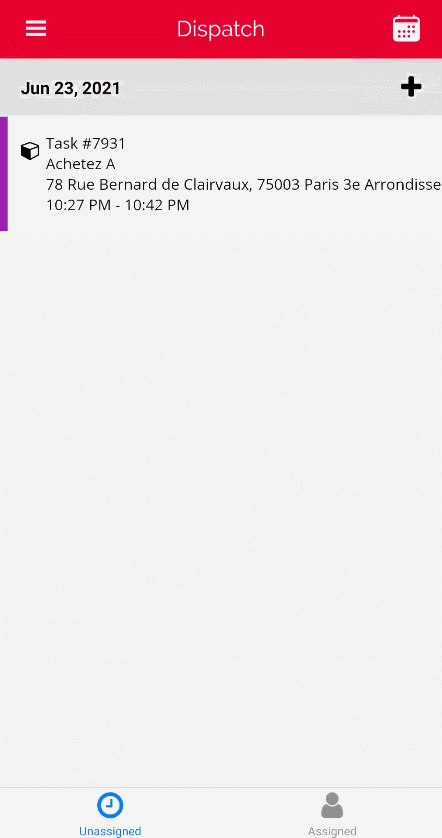 Dispatch
Jun 23, 2021
Task #7931
Achetez A
78 Rue Bernard de Clairvaux, 75003 Paris 3e Arrondisse
10:27 PM - 10:42 PM
Unassigned
Assigned